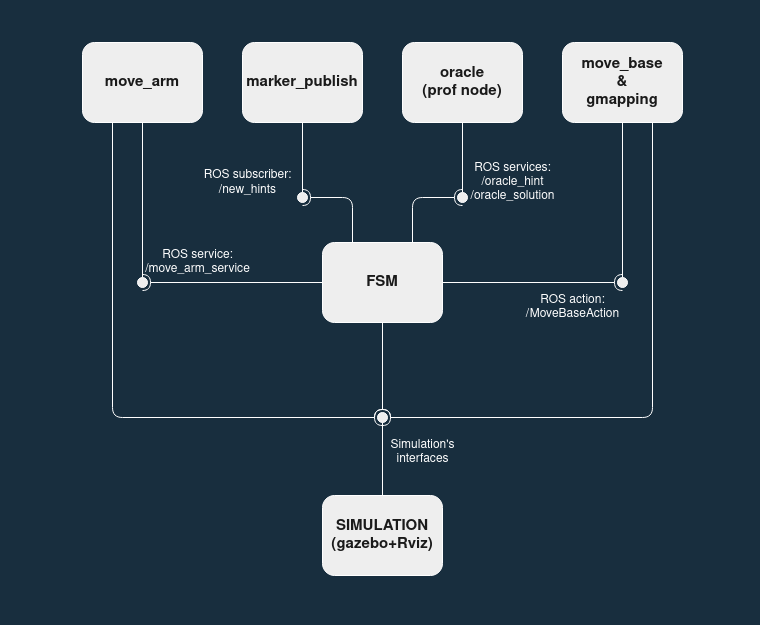 move_arm
marker_publish
oracle
(prof node)
move_base
&
gmapping
ROS subscriber:
/new_hints
ROS services:
/oracle_hint
/oracle_solution
ROS service:
/move_arm_service
FSM
ROS action:
/MoveBaseAction
Simulation's
interfaces
SIMULATION
(gazebo+Rviz)